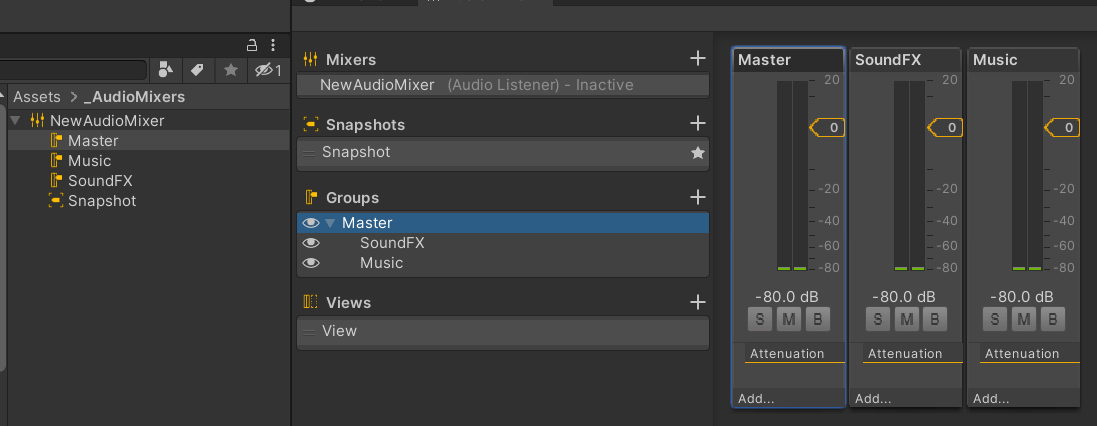 1
Assets > _AudioMixers
NewAudioMixer
Master
Music
SoundFX
Snapshot
Mixers
NewAudioMixer (Audio Listener) - Inactive
Snapshots
Snapshot
Groups
Master
SoundFX
Music
Views
View
Master
20
0
-20
-40
-60
-80
-80.0 dB
S M B
Attenuation
Add...
SoundFX
20
0
-20
-40
-60
-80
-80.0 dB
S M B
Attenuation
Add...
Music
20
0
-20
-40
-60
-80
-80.0 dB
S M B
Attenuation
Add...